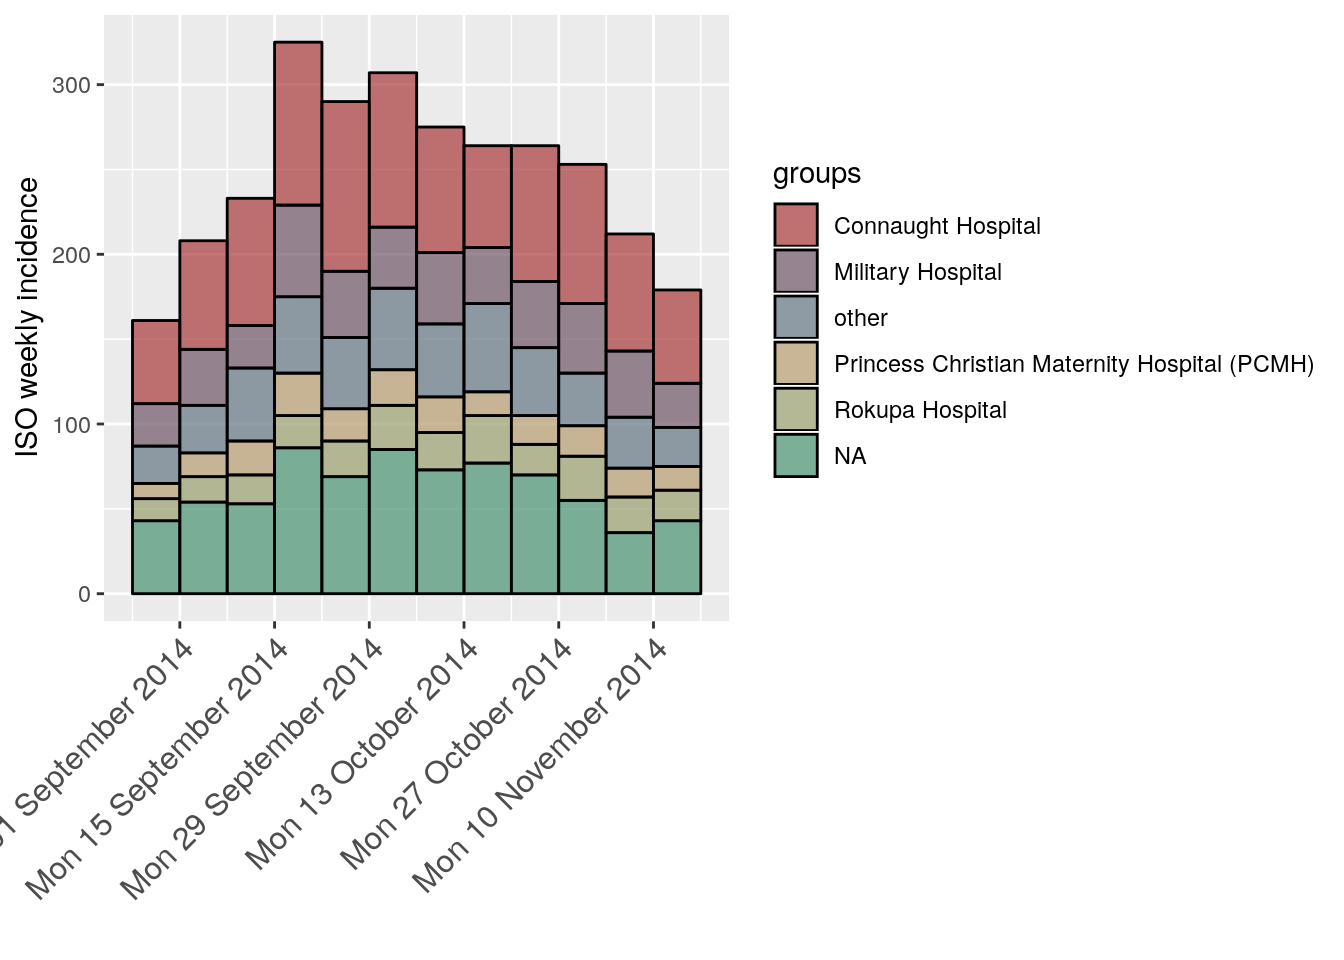 300
200
100
0
ISO weekly incidence
01 September 2014
Mon 15 September 2014
Mon 29 September 2014
Mon 13 October 2014
Mon 27 October 2014
Mon 10 November 2014
groups
Connaught Hospital
Military Hospital
other
Princess Christian Maternity Hospital (PCMH)
Rokupa Hospital
NA